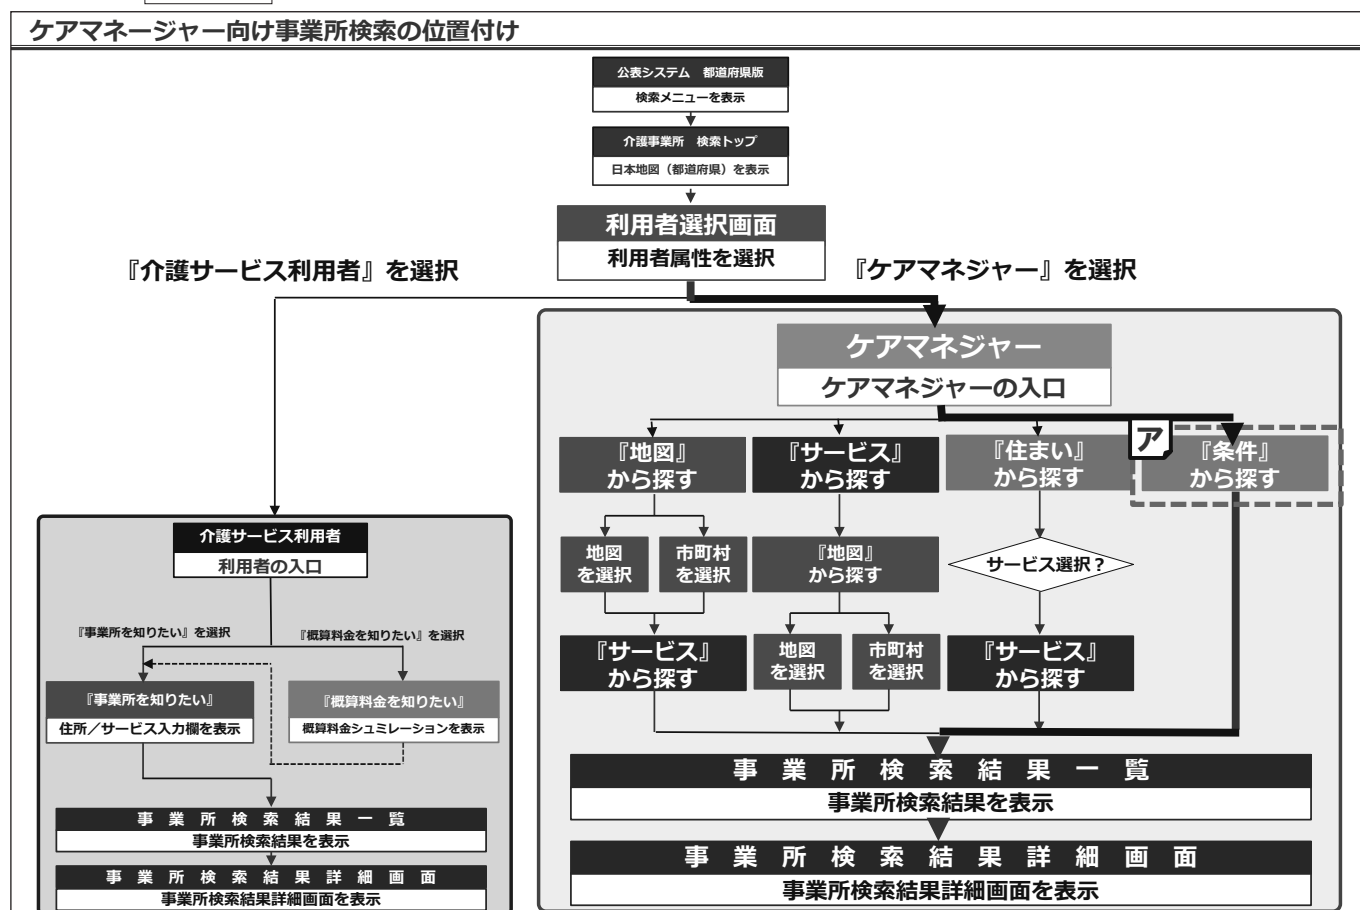 ケアマネージャー向け事業所検索の位置付け
公表システム　都道府県版
検索メニューを表示
介護事業所　検索トップ
日本地図（都道府県）を表示
利用者選択画面
利用者属性を選択
『介護サービス利用者』を選択
『ケアマネジャー』を選択
ケアマネジャー
ケアマネジャーの入口
『地図』
から探す
『サービス』
から探す
『住まい』
から探す
ア
『条件』
から探す
地図
を選択
市町村
を選択
『地図』
から探す
サービス選択？
『サービス』
から探す
地図
を選択
市町村
を選択
『サービス』
から探す
事業所検索結果一覧
事業所検索結果を表示
事業所検索結果詳細画面
事業所検索結果詳細画面を表示
介護サービス利用者
利用者の入口
『事業所を知りたい』を選択
『概算料金を知りたい』を選択
『事業所を知りたい』
住所／サービス入力欄を表示
『概算料金を知りたい』
概算料金シュミレーションを表示
事業所検索結果一覧
事業所検索結果を表示
事業所検索結果詳細画面
事業所検索結果詳細画面を表示